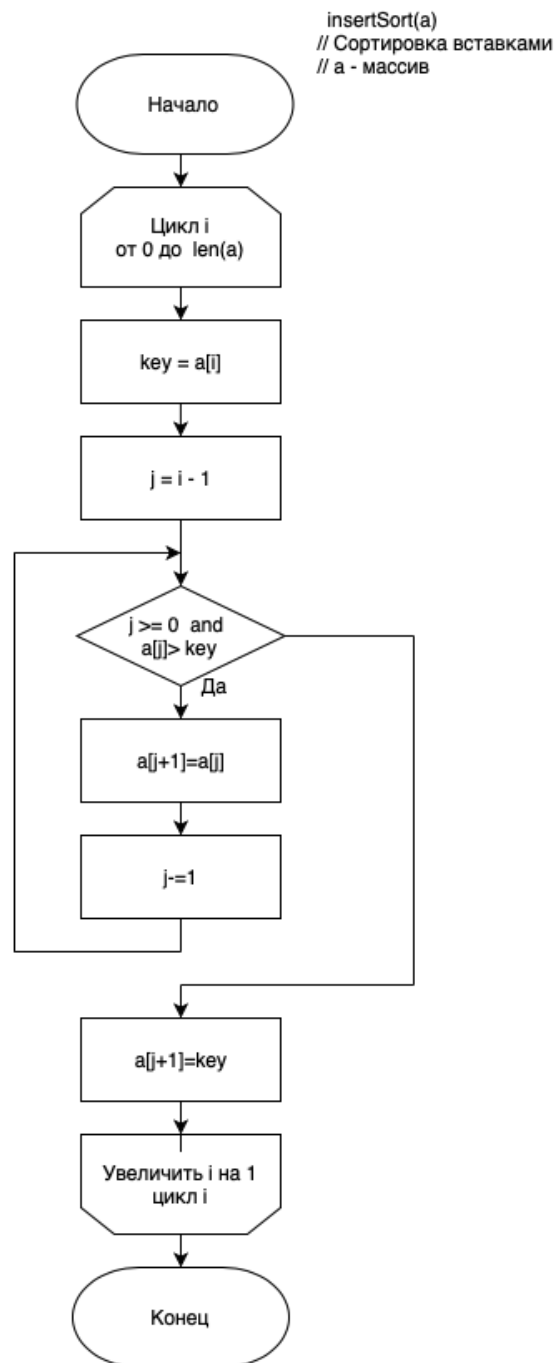 insertSort(a)
// Сортировка вставками
// a - массив
Начало
Цикл i
от 0 до len(a)
key = a[i]
j = i - 1
j >= 0 and
a[j]> key
Да
a[j+1]=a[j]
j-=1
a[j+1]=key
Увеличить i на 1
цикл i
Конец